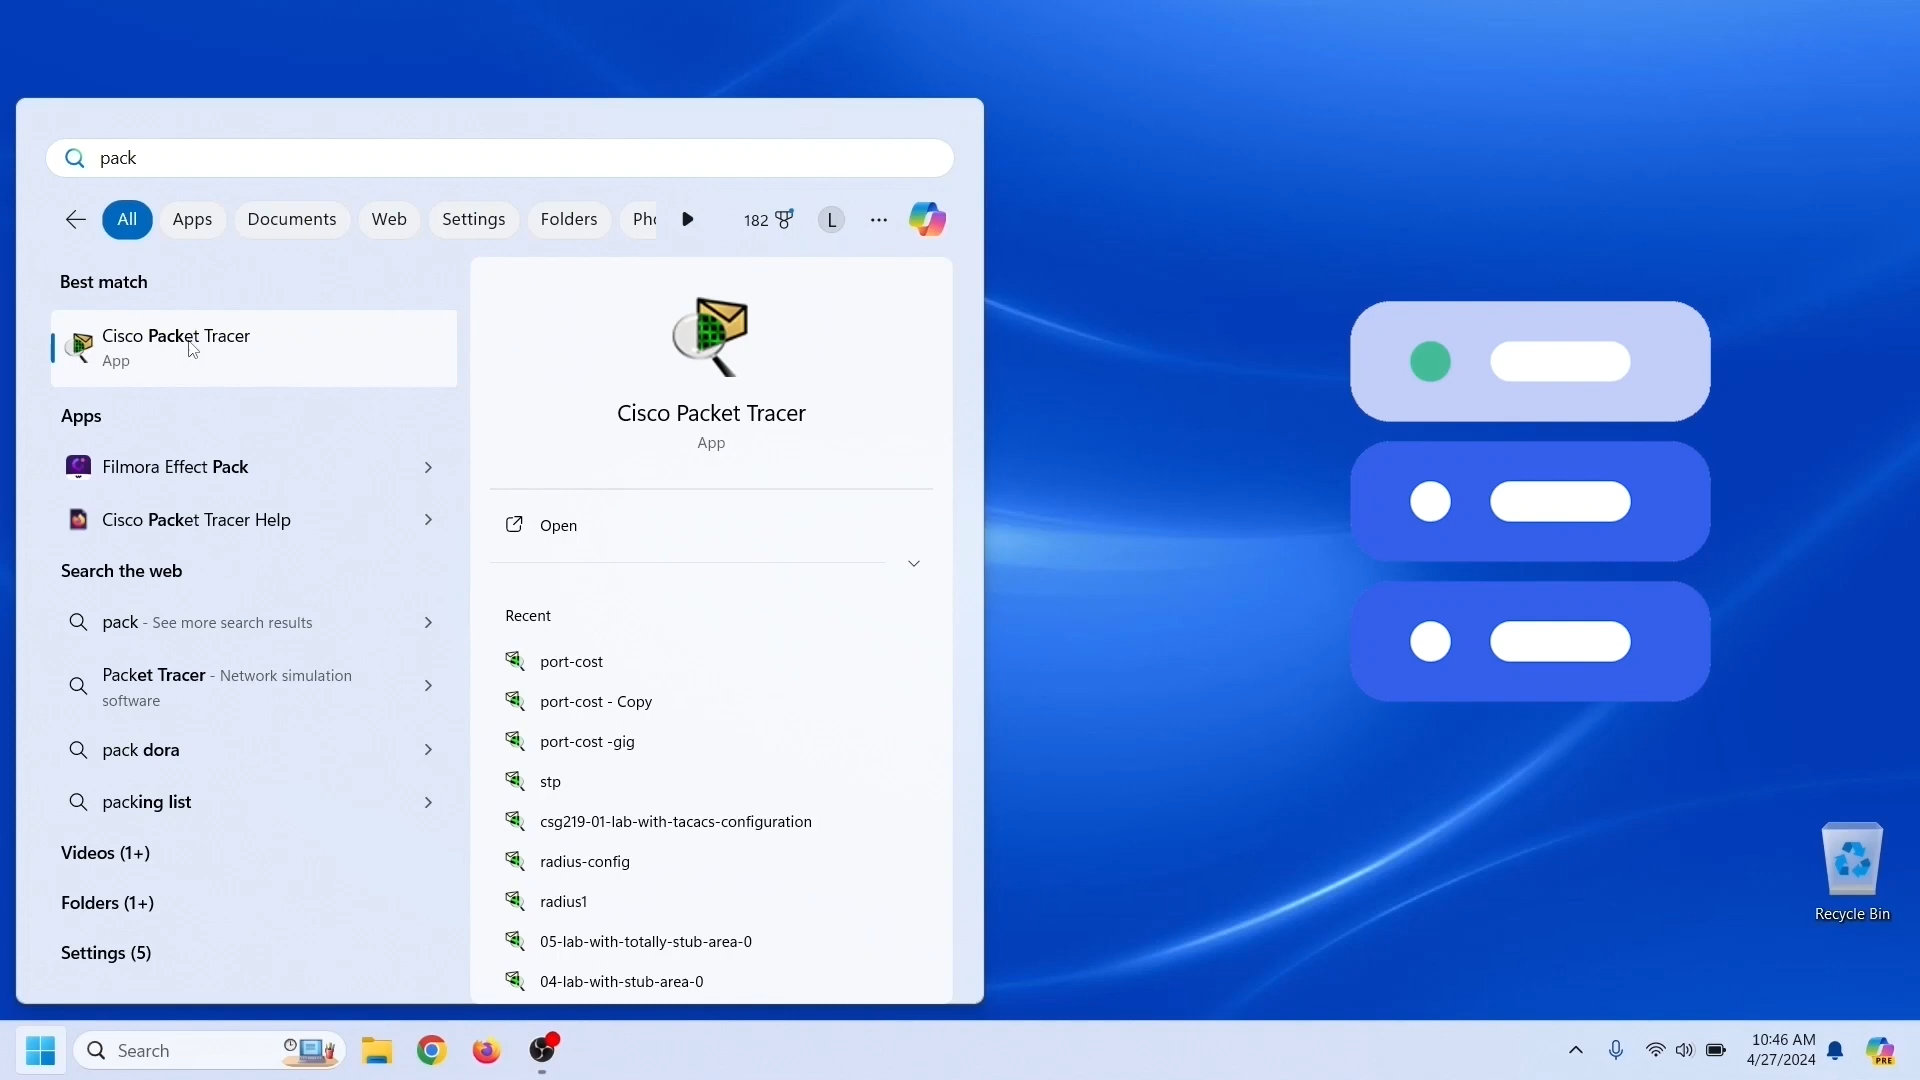 pack
All
Apps
Documents
Web
Settings
Folders
Pho
182
L
Best match
Cisco Packet Tracer
App
Apps
Filmora Effect Pack
Cisco Packet Tracer Help
Search the web
pack - See more search results
Packet Tracer - Network simulation
software
pack dora
packing list
Videos (1+)
Folders (1+)
Settings (5)
Cisco Packet Tracer
App
Open
Recent
port-cost
port-cost - Copy
port-cost -gig
stp
csg219-01-lab-with-tacacs-configuration
radius-config
radius1
05-lab-with-totally-stub-area-0
04-lab-with-stub-area-0
Recycle Bin
Search
10:46 AM
4/27/2024
PRE